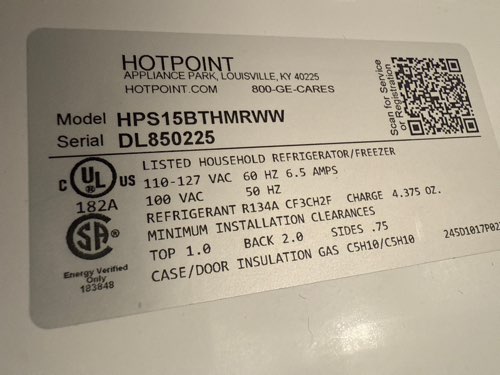 HOTPOINT
APPLIANCE PARK, LOUISVILLE, KY 40225
HOTPOINT.COM 800-GE-CARES
Scan for Service
or Registration
Model HPS15BTHMRWW
Serial DL850225
C UL US
182A
LISTED HOUSEHOLD REFRIGERATOR/FREEZER
110-127 VAC 60 HZ 6.5 AMPS
100 VAC 50 HZ
REFRIGERANT R134A CF3CH2F CHARGE 4.375 OZ.
MINIMUM INSTALLATION CLEARANCES
TOP 1.0 BACK 2.0 SIDES .75
CASE/DOOR INSULATION GAS C5H10/C5H10
SA
Energy Verified
Only
183848